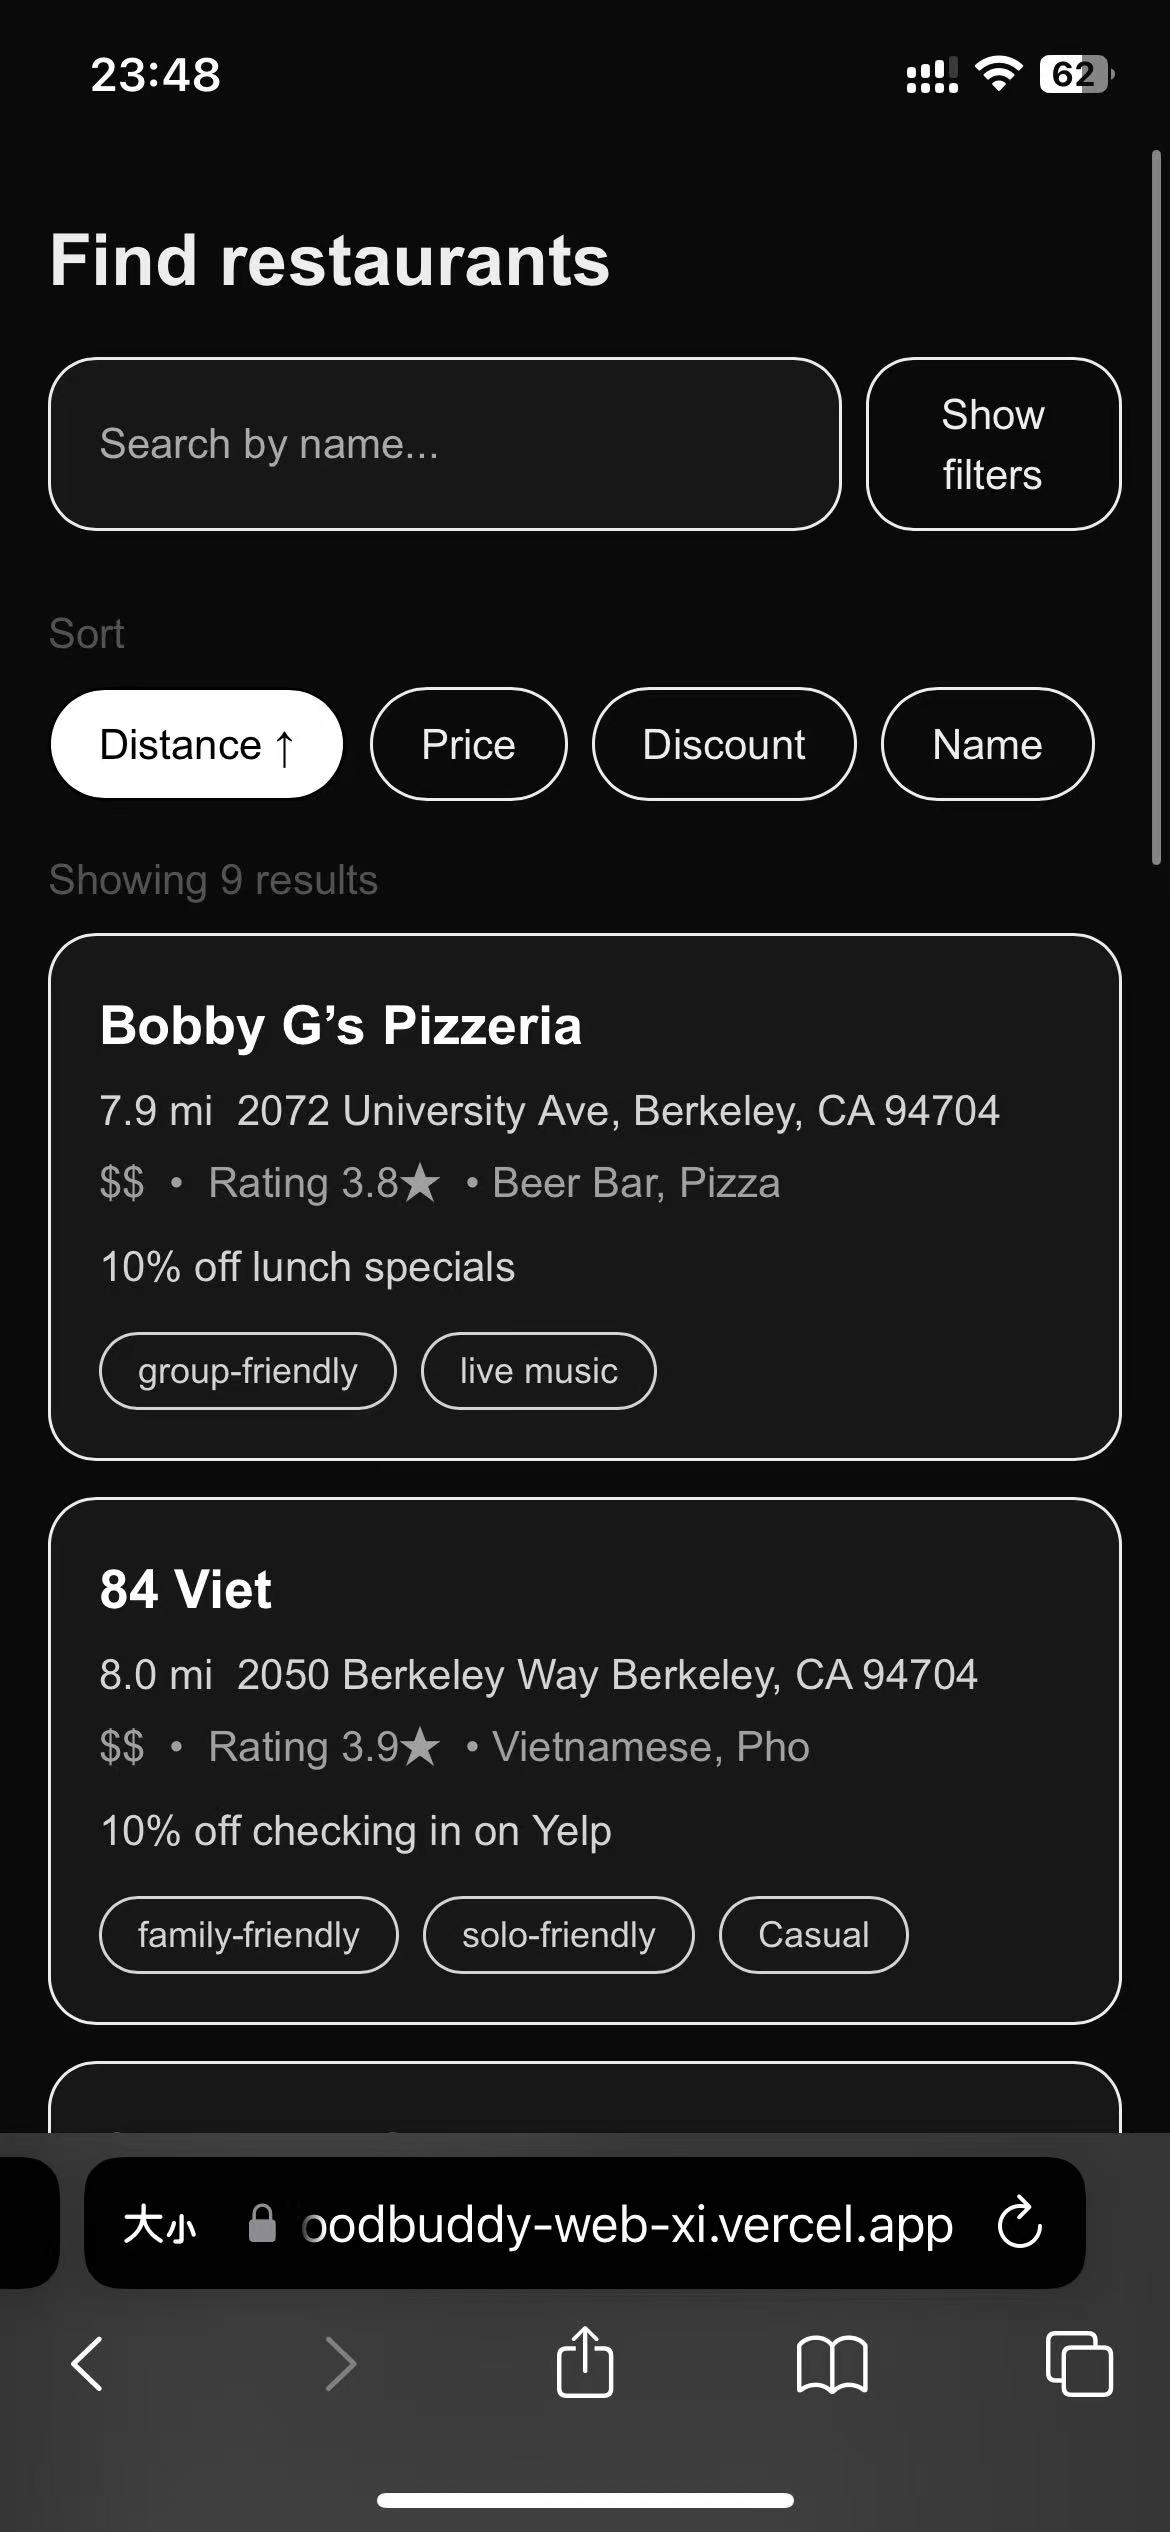 23:48
62
Find restaurants
Search by name...
Show
filters
Sort
Distance ↑
Price
Discount
Name
Showing 9 results
Bobby G’s Pizzeria
7.9 mi 2072 University Ave, Berkeley, CA 94704
$$ • Rating 3.8★ • Beer Bar, Pizza
10% off lunch specials
group-friendly
live music
84 Viet
8.0 mi 2050 Berkeley Way Berkeley, CA 94704
$$ • Rating 3.9★ • Vietnamese, Pho
10% off checking in on Yelp
family-friendly
solo-friendly
Casual
大小
oodbuddy-web-xi.vercel.app